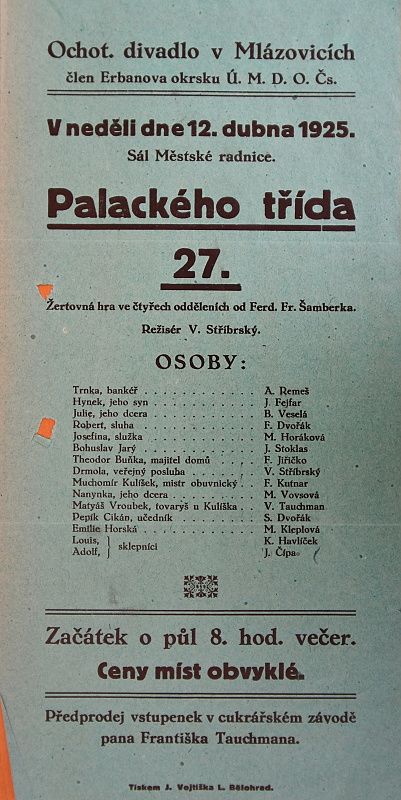 Ochot. divadlo v Mlázovicích
člen Erbanova okrsku Ú. M. D. O. Čs.
V neděli dne 12. dubna 1925.
Sál Městské radnice.
Palackého třída
27.
Žertovná hra ve čtyřech odděleních od Ferd. Fr. Šamberka.
Režisér V. Stříbrský.
OSOBY:
Trnka, bankéř . . . . . . . . . . . A. Remeš
Hynek, jeho syn . . . . . . . . . . J. Fejfar
Julie, jeho dcera . . . . . . . . . . B. Veselá
Robert, sluha . . . . . . . . . . . F. Dvořák
Josefina, služka . . . . . . . . . . M. Horáková
Bohuslav Jarý . . . . . . . . . . . J. Stoklas
Theodor Buňka, majitel domů . . . . F. Jiřičko
Drmola, veřejný posluha . . . . . . V. Stříbrský
Muchomír Kulíšek, mistr obuvnický . F. Kutnar
Nanynka, jeho dcera . . . . . . . . M. Vovsová
Matyáš Vroubek, tovaryš u Kulíška . . V. Tauchman
Pepík Cikán, učedník . . . . . . . . S. Dvořák
Emilie Horská . . . . . . . . . . . M. Kleplová
Louis, } sklepníci . . . . . . . . . K. Havlíček
Adolf, } J. Čípa
Začátek o půl 8. hod. večer.
Ceny míst obvyklé.
Předprodej vstupenek v cukrářském závodě
pana Františka Tauchmana.
Tiskem J. Vojtíška L. Bělohrad.